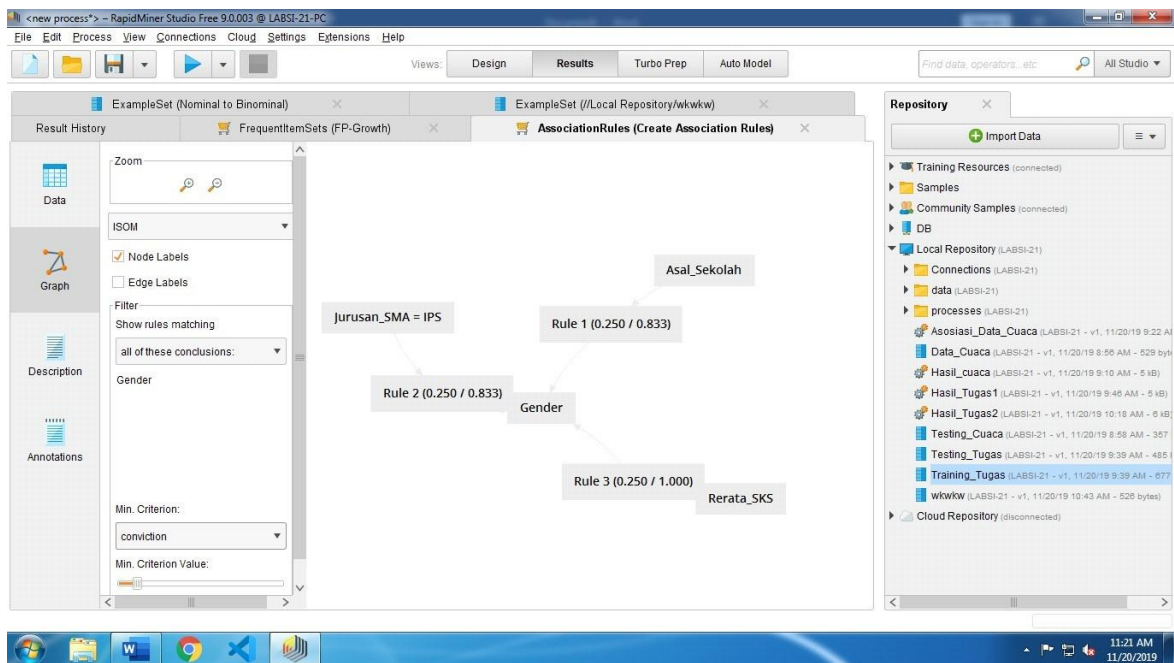 <new process*> – RapidMiner Studio Free 9.0.003 @ LABSI-21-PC
File Edit Process View Connections Cloud Settings Extensions Help
Views: Design Results Turbo Prep Auto Model
Find data, operators...etc All Studio
ExampleSet (Nominal to Binominal) ExampleSet (//Local Repository/wkwkw)
Result History FrequentItemSets (FP-Growth) AssociationRules (Create Association Rules)
Data
Graph
Description
Annotations
Zoom
ISOM
Node Labels
Edge Labels
Filter
Show rules matching
all of these conclusions:
Gender
Min. Criterion:
conviction
Min. Criterion Value:
Asal_Sekolah
Jurusan_SMA = IPS
Rule 1 (0.250 / 0.833)
Rule 2 (0.250 / 0.833)
Gender
Rule 3 (0.250 / 1.000)
Rerata_SKS
Repository
Import Data
Training Resources (connected)
Samples
Community Samples (connected)
DB
Local Repository (LABSI-21)
Connections (LABSI-21)
data (LABSI-21)
processes (LABSI-21)
Asosiasi_Data_Cuaca (LABSI-21 - v1, 11/20/19 9:22 A
Data_Cuaca (LABSI-21 - v1, 11/20/19 8:56 AM - 529 byt
Hasil_cuaca (LABSI-21 - v1, 11/20/19 9:10 AM - 5 kB)
Hasil_Tugas1 (LABSI-21 - v1, 11/20/19 9:46 AM - 5 kB)
Hasil_Tugas2 (LABSI-21 - v1, 11/20/19 10:18 AM - 6 kB)
Testing_Cuaca (LABSI-21 - v1, 11/20/19 8:58 AM - 357
Testing_Tugas (LABSI-21 - v1, 11/20/19 9:39 AM - 485
Training_Tugas (LABSI-21 - v1, 11/20/19 9:39 AM - 677
wkwkw (LABSI-21 - v1, 11/20/19 10:43 AM - 526 bytes)
Cloud Repository (disconnected)
11:21 AM
11/20/2019